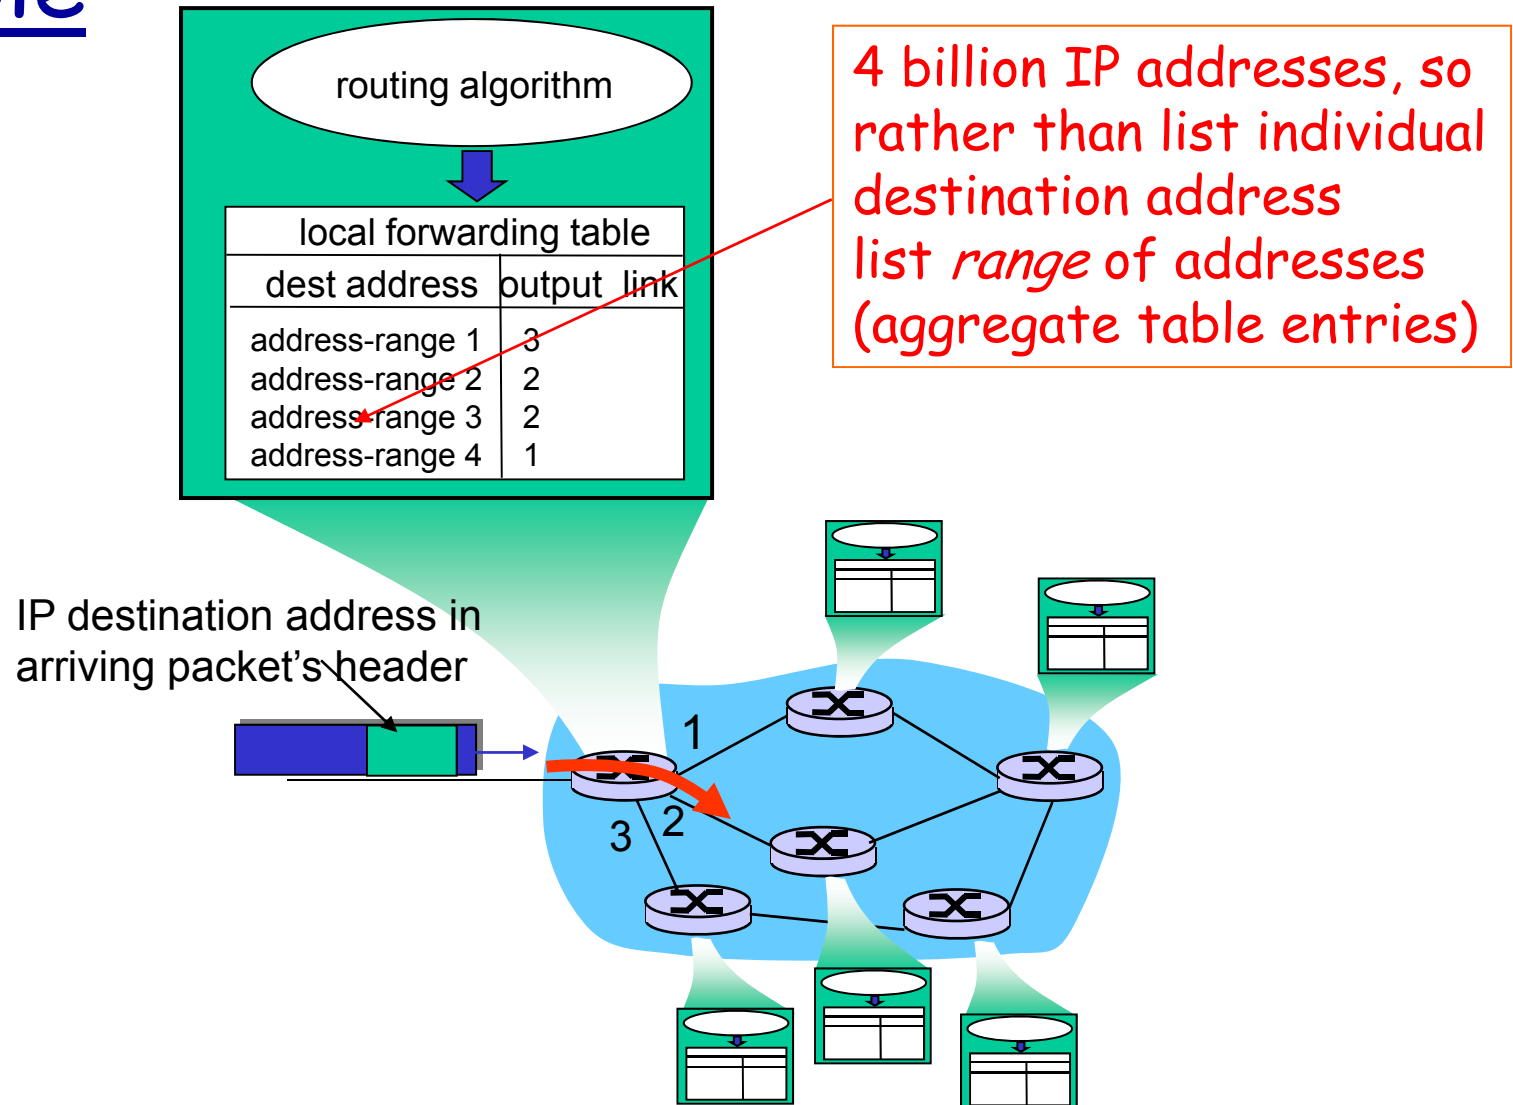 routing algorithm
local forwarding table
dest address output link
address-range 1 3
address-range 2 2
address-range 3 2
address-range 4 1
4 billion IP addresses, so
rather than list individual
destination address
list range of addresses
(aggregate table entries)
IP destination address in
arriving packet's header
1
2
3